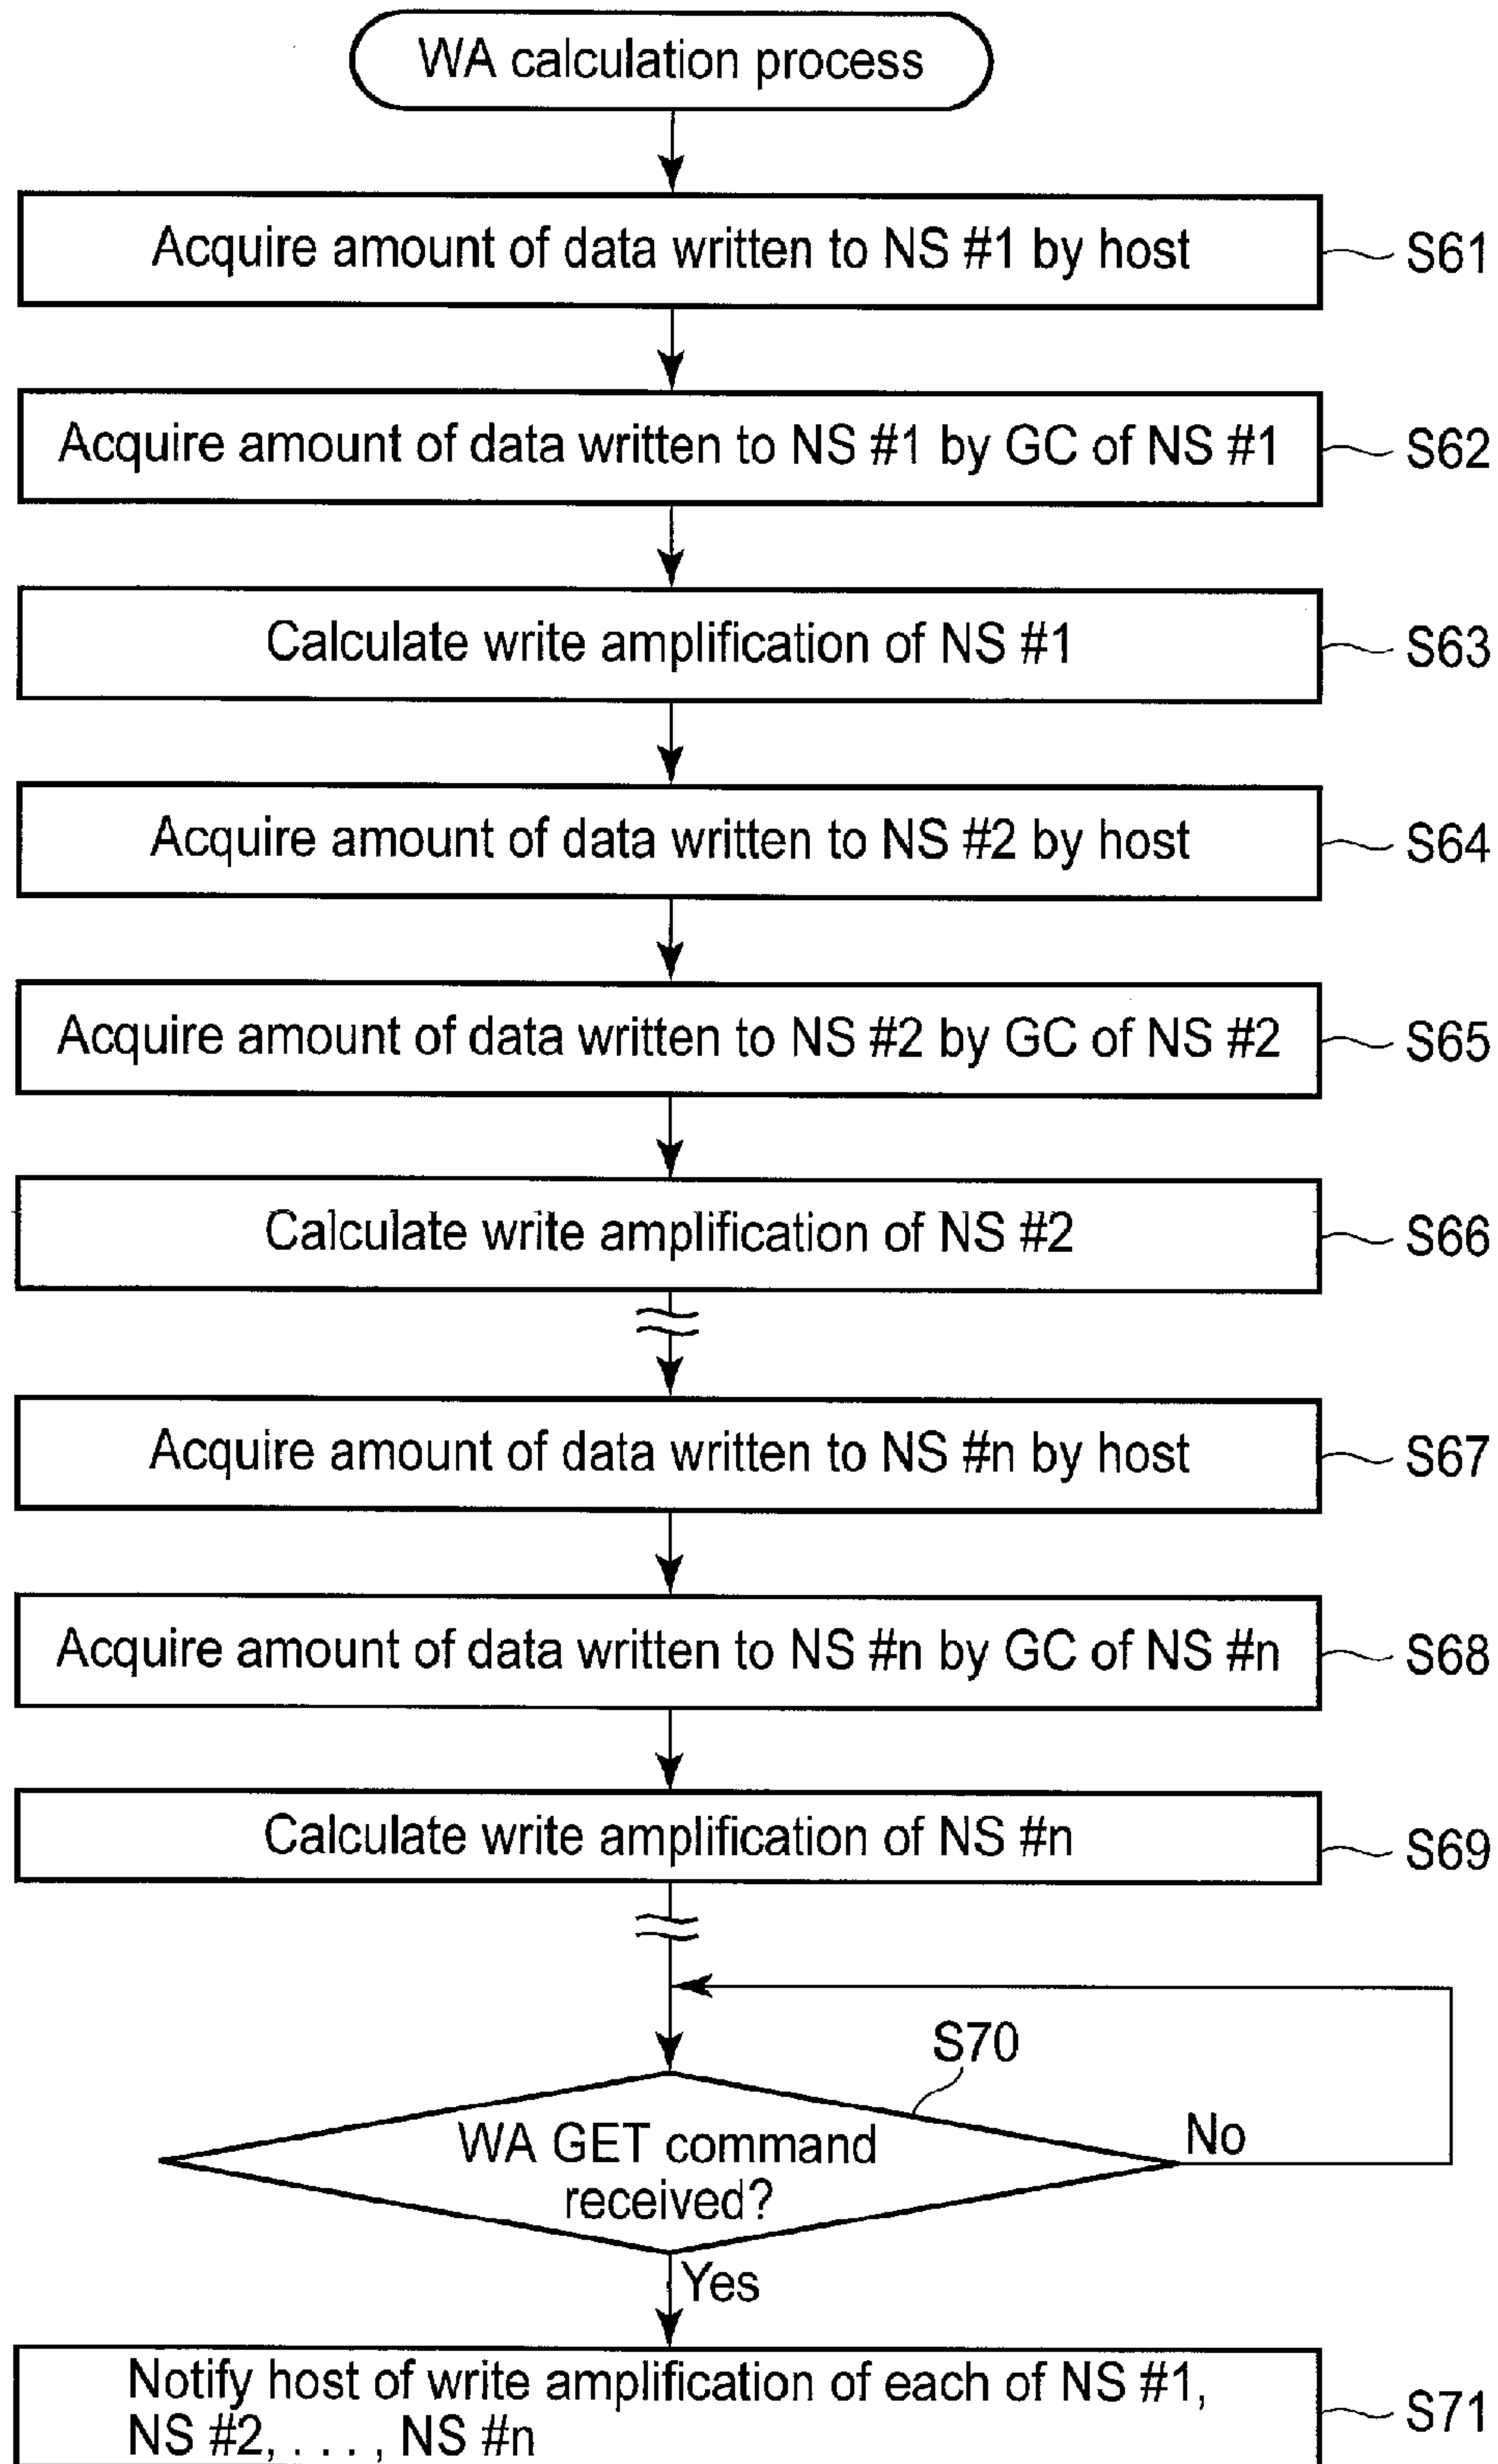 WA calculation process
Acquire amount of data written to NS #1 by host
S61
Acquire amount of data written to NS #1 by GC of NS #1
S62
Calculate write amplification of NS #1
S63
Acquire amount of data written to NS #2 by host
S64
Acquire amount of data written to NS #2 by GC of NS #2
S65
Calculate write amplification of NS #2
S66
Acquire amount of data written to NS #n by host
S67
Acquire amount of data written to NS #n by GC of NS #n
S68
Calculate write amplification of NS #n
S69
S70
WA GET command
received?
No
Yes
Notify host of write amplification of each of NS #1,
NS #2, . . . , NS #n
S71